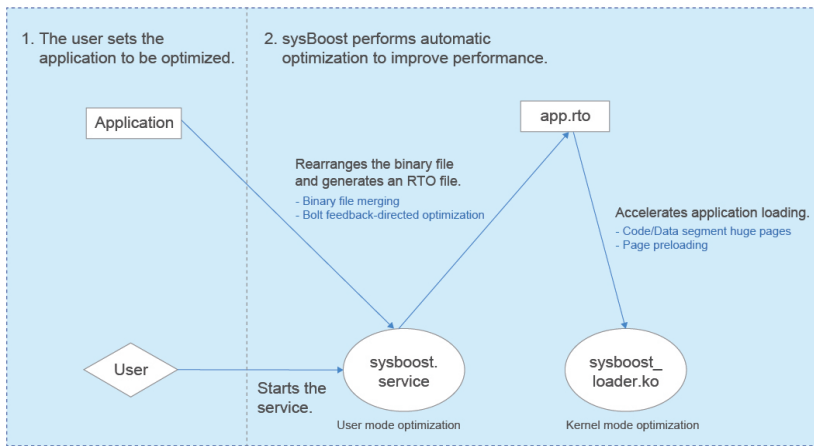 1. The user sets the
application to be optimized.
2. sysBoost performs automatic
optimization to improve performance.
Application
app.rto
Rearranges the binary file
and generates an RTO file.
- Binary file merging
- Bolt feedback-directed optimization
Accelerates application loading.
- Code/Data segment huge pages
- Page preloading
User
Starts the
service.
sysboost.
service
User mode optimization
sysboost_
loader.ko
Kernel mode optimization